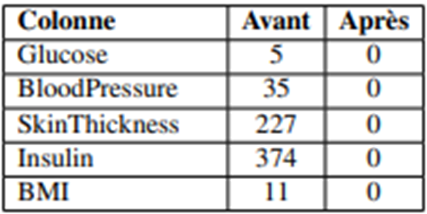 Colonne Avant Après
Glucose 5 0
BloodPressure 35 0
SkinThickness 227 0
Insulin 374 0
BMI 11 0